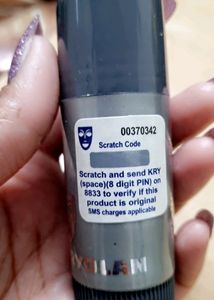 00370342
Scratch Code
Scratch and send KRY
(space)(8 digit PIN) on
8833 to verify if this
product is original
SMS charges applicable